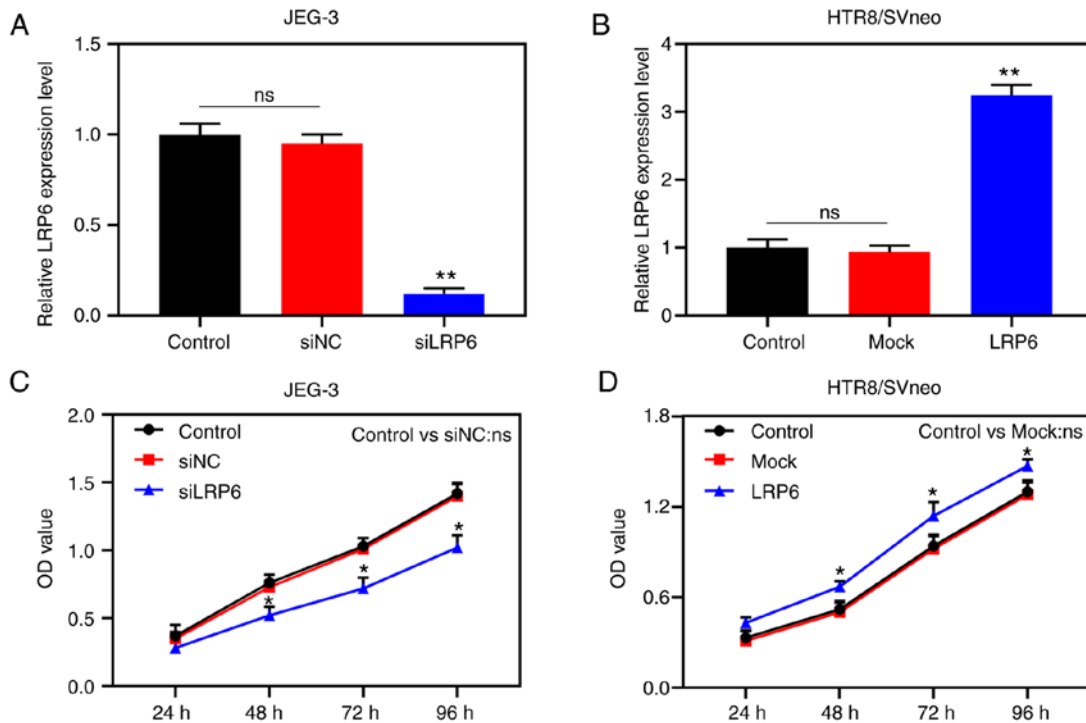 A
JEG-3
Relative LRP6 expression level
1.5
1.0
0.5
0.0
ns
**
Control
siNC
siLRP6
B
HTR8/SVneo
Relative LRP6 expression level
4
3
2
1
0
ns
**
Control
Mock
LRP6
C
JEG-3
OD value
2.0
1.5
1.0
0.5
0.0
Control
siNC
siLRP6
Control vs siNC:ns
*
*
*
24 h
48 h
72 h
96 h
D
HTR8/SVneo
OD value
1.8
1.2
0.6
0.0
Control
Mock
LRP6
Control vs Mock:ns
*
*
*
24 h
48 h
72 h
96 h